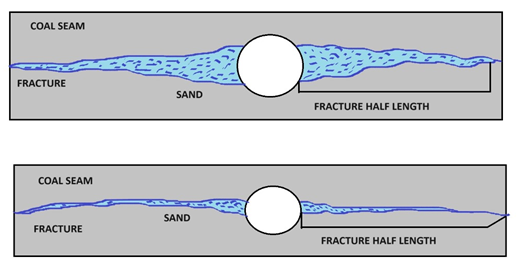 COAL SEAM
FRACTURE
SAND
FRACTURE HALF LENGTH
COAL SEAM
SAND
FRACTURE
FRACTURE HALF LENGTH